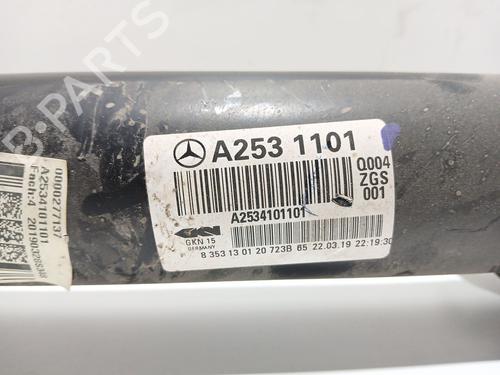 B-PARTS
A253 1101
Q004
ZGS
001
A2534101101
GKN 15
GERMANY
8 353 13 01 20 723B 65 22.03.19 22:19:30
A2534101101
Fach:4